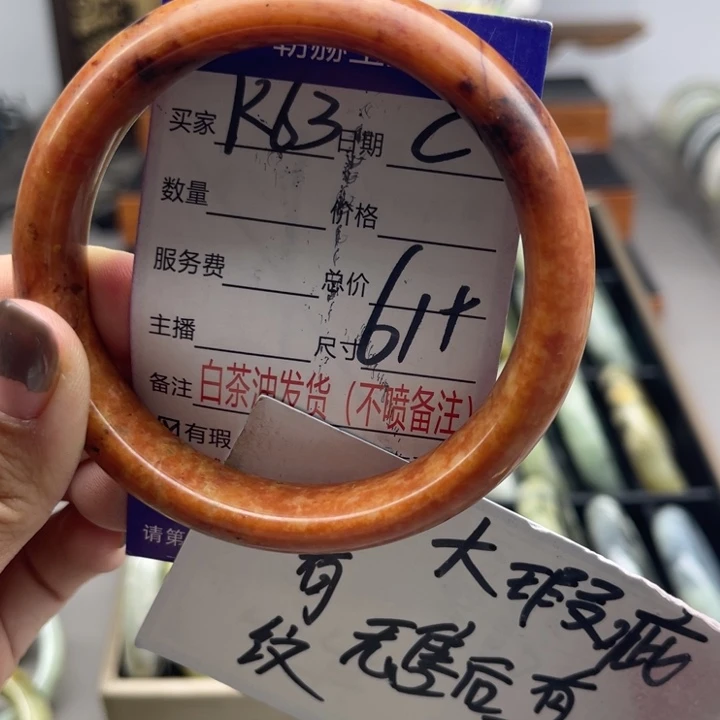 买家 K63 日期 C
数量 价格
服务费 总价
主播 尺寸 61+
备注 白茶油发货（不喷备注）
有瑕
请第
有 大瑕疵
纹 无售后有